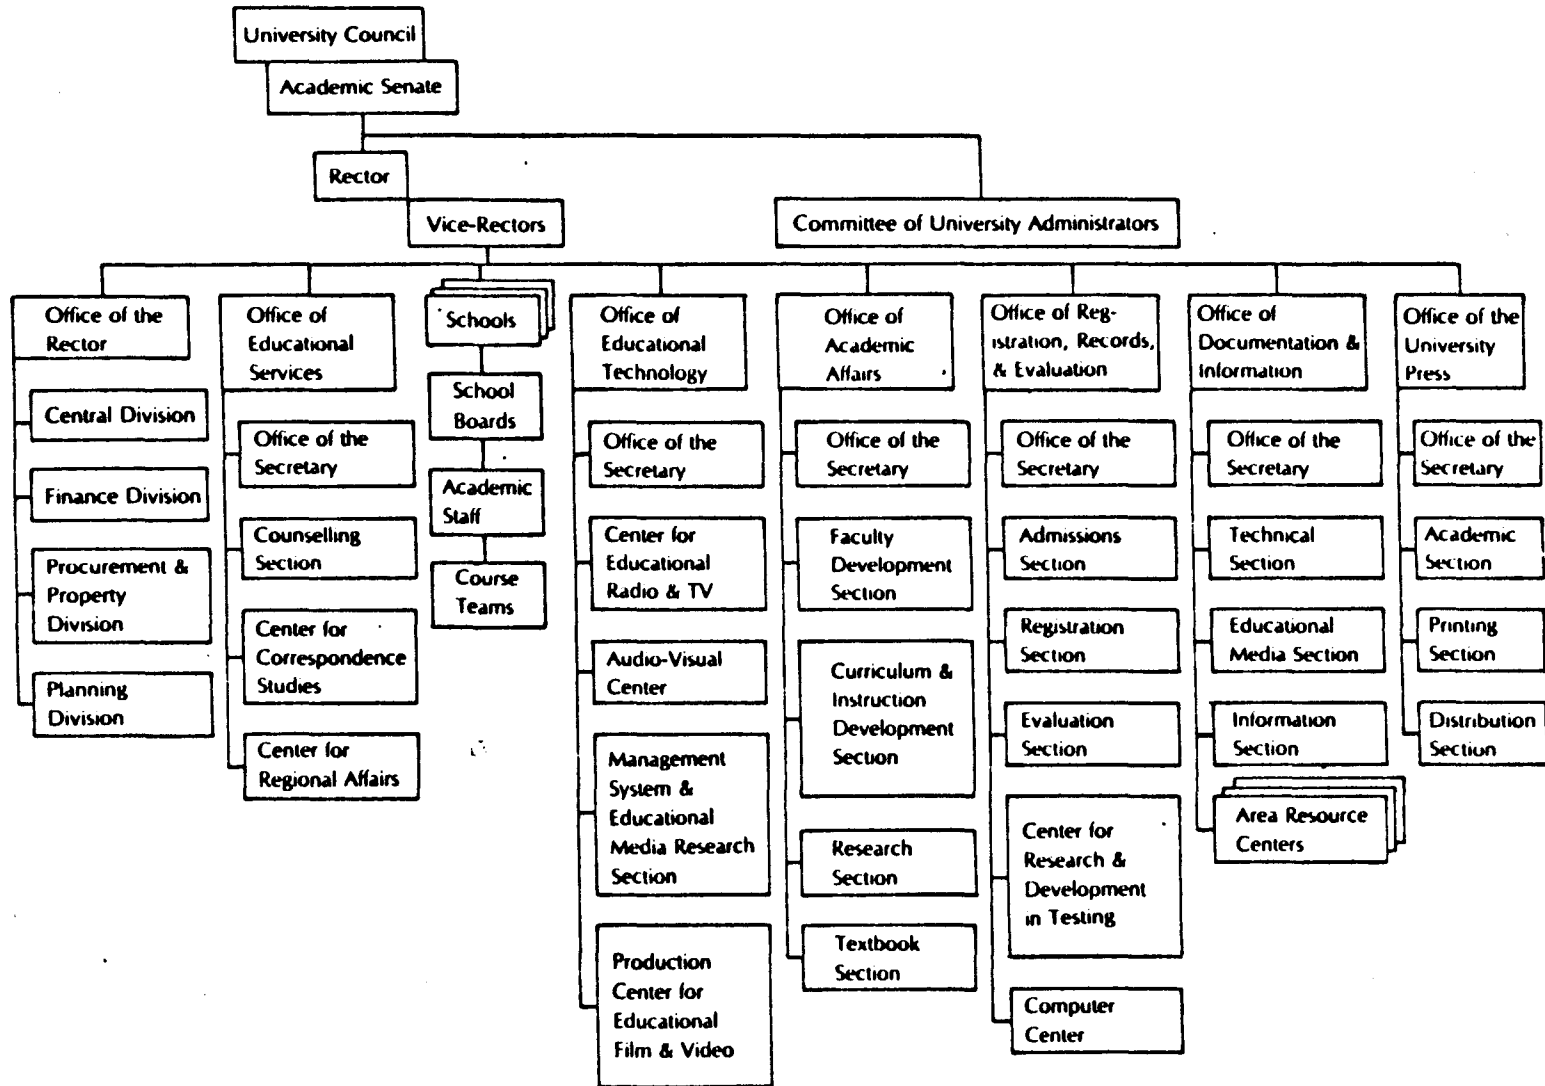 University Council
Academic Senate
Rector
Vice-Rectors
Committee of University Administrators
Office of the
Rector
Central Division
Finance Division
Procurement &
Property
Division
Planning
Division
Office of
Educational
Services
Office of the
Secretary
Counselling
Section
Center for
Correspondence
Studies
Center for
Regional Affairs
Schools
School
Boards
Academic
Staff
Course
Teams
Office of
Educational
Technology
Office of the
Secretary
Center for
Educational
Radio & TV
Audio-Visual
Center
Management
System &
Educational
Media Research
Section
Production
Center for
Educational
Film & Video
Office of
Academic
Affairs
Office of the
Secretary
Faculty
Development
Section
Curriculum &
Instruction
Development
Section
Research
Section
Textbook
Section
Office of Reg-
istration, Records,
& Evaluation
Office of the
Secretary
Admissions
Section
Registration
Section
Evaluation
Section
Center for
Research &
Development
in Testing
Computer
Center
Office of
Documentation &
Information
Office of the
Secretary
Technical
Section
Educational
Media Section
Information
Section
Area Resource
Centers
Office of the
University
Press
Office of the
Secretary
Academic
Section
Printing
Section
Distribution
Section